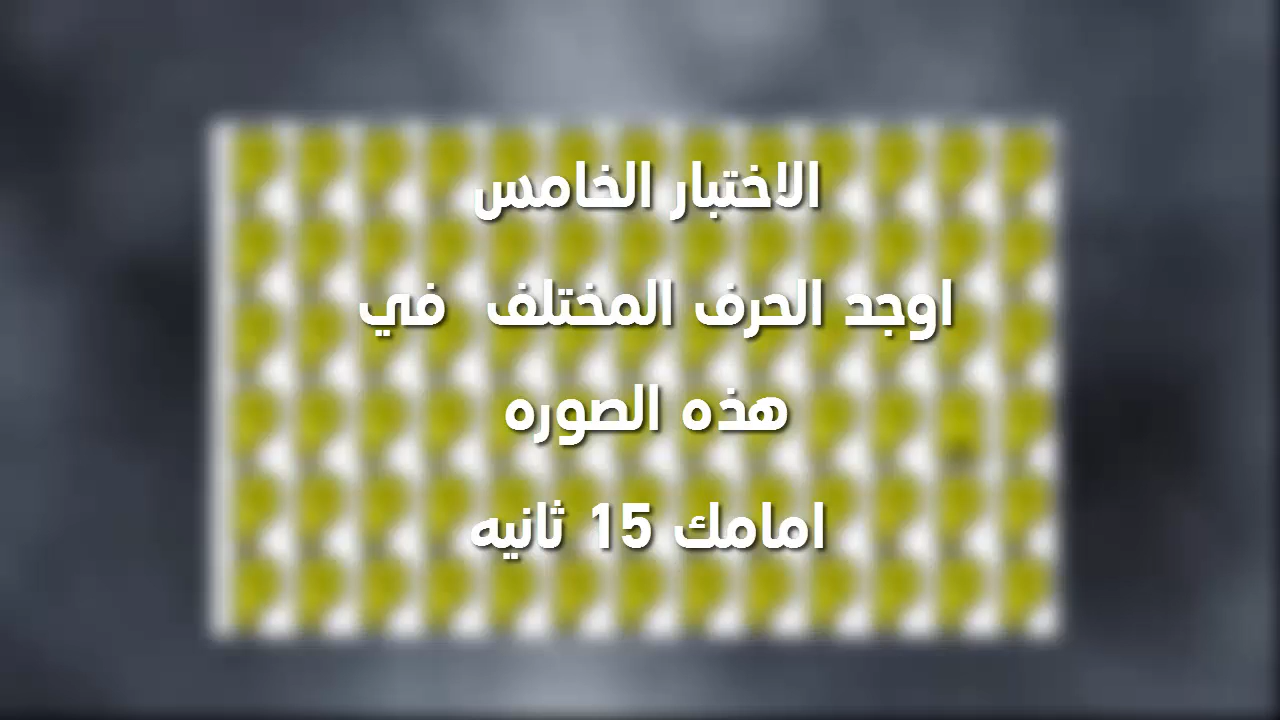 الاختبار الخامس
اوجد الحرف المختلف في
هذه الصوره
امامك 15 ثانيه